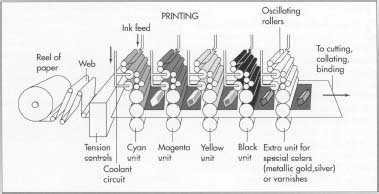 PRINTING
Oscillating
rollers
Ink feed
Reel of
paper
Web
To cutting,
collating,
binding
Tension
controls
Coolant
circuit
Cyan
unit
Magenta
unit
Yellow
unit
Black
unit
Extra unit for
special colors
(metallic gold,silver)
or varnishes